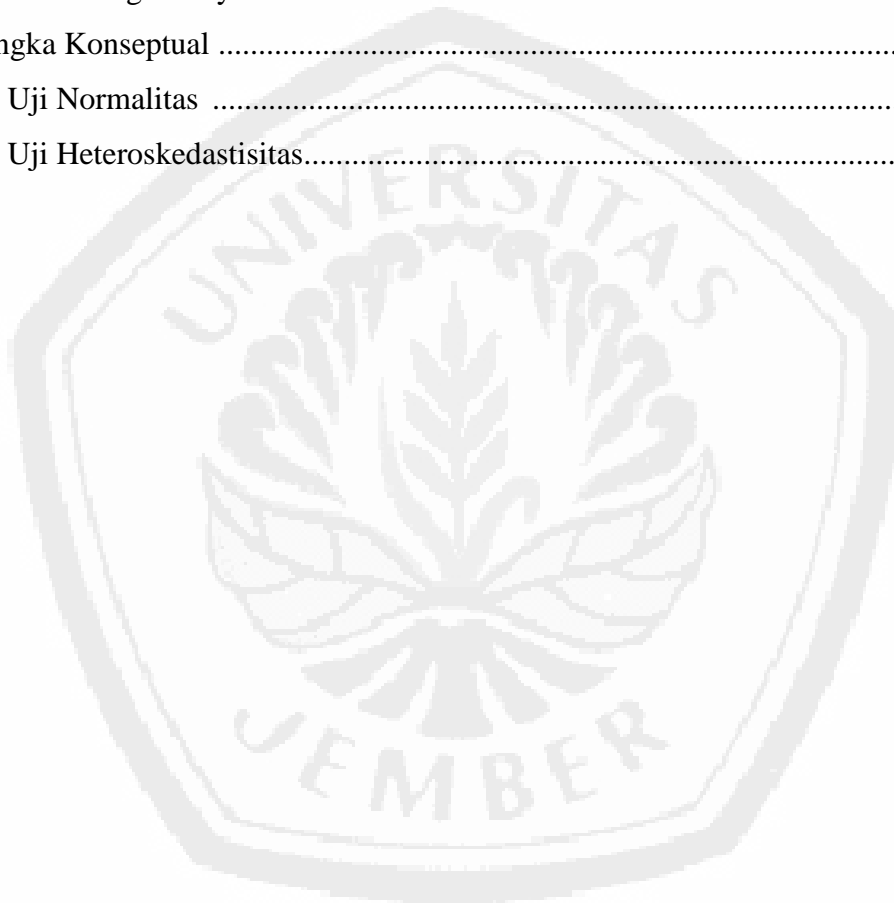 ngka Konseptual ....................................................................................
Uji Normalitas ....................................................................................
Uji Heteroskedastisitas.........................................................................
UNIVERSITAS
JEMBER